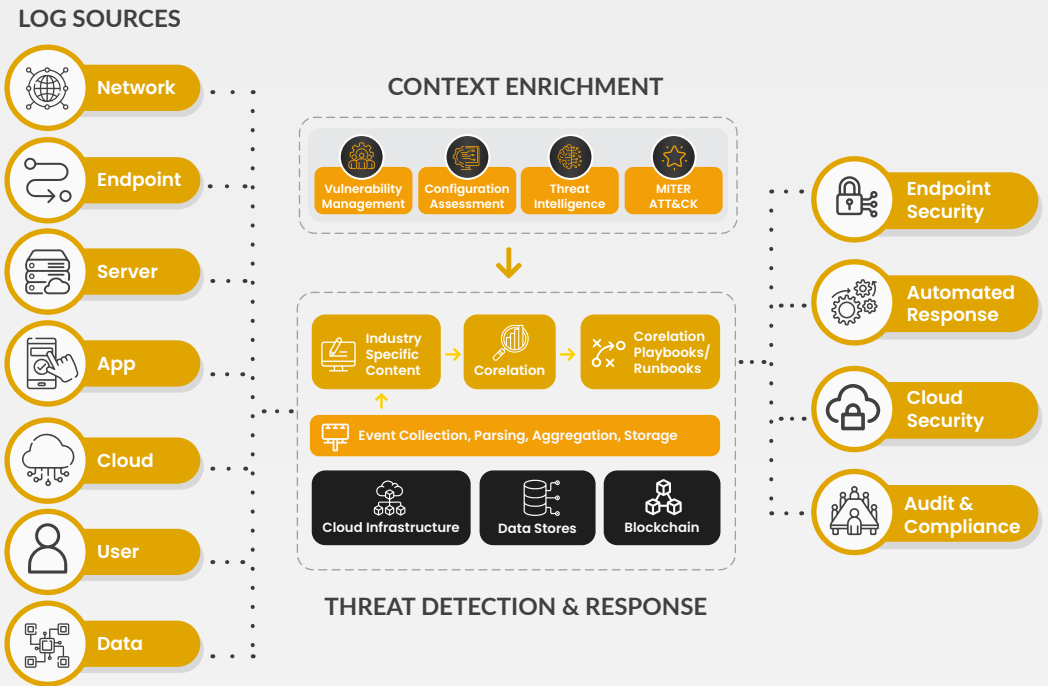 LOG SOURCES
Network
Endpoint
Server
App
Cloud
User
Data
CONTEXT ENRICHMENT
Vulnerability
Management
Configuration
Assessment
Threat
Intelligence
MITER
ATT&CK
Industry
Specific
Content
Corelation
Corelation
Playbooks/
Runbooks
Event Collection, Parsing, Aggregation, Storage
Cloud Infrastructure
Data Stores
Blockchain
THREAT DETECTION & RESPONSE
Endpoint
Security
Automated
Response
Cloud
Security
Audit &
Compliance